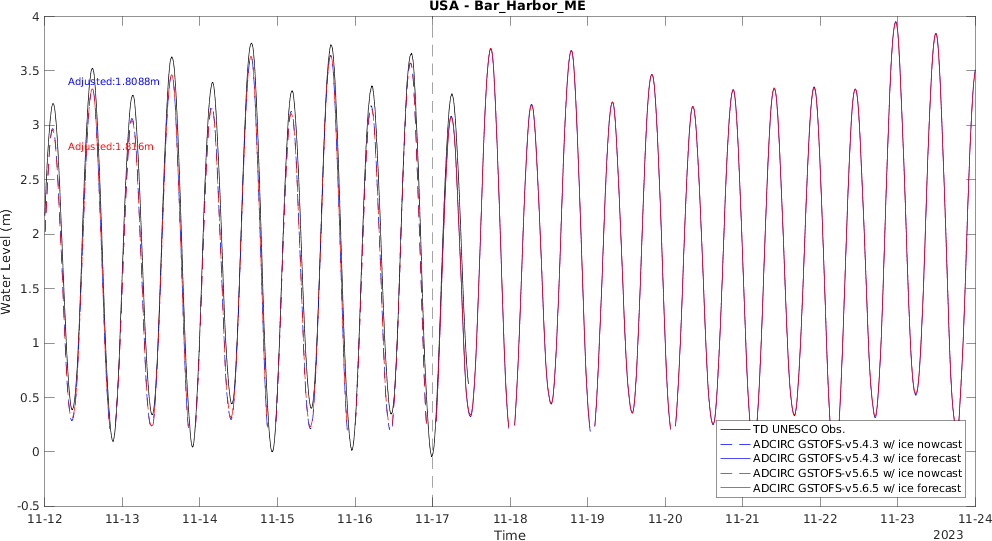 USA - Bar_Harbor_ME
4
3.5
3
2.5
2
1.5
1
0.5
0
-0.5
Water Level (m)
Adjusted:1.8088m
Adjusted:1.816m
TD UNESCO Obs.
ADCIRC GSTOFS-v5.4.3 w/ ice nowcast
ADCIRC GSTOFS-v5.4.3 w/ ice forecast
ADCIRC GSTOFS-v5.6.5 w/ ice nowcast
ADCIRC GSTOFS-v5.6.5 w/ ice forecast
11-12 11-13 11-14 11-15 11-16 11-17 11-18 11-19 11-20 11-21 11-22 11-23 11-24
Time
2023